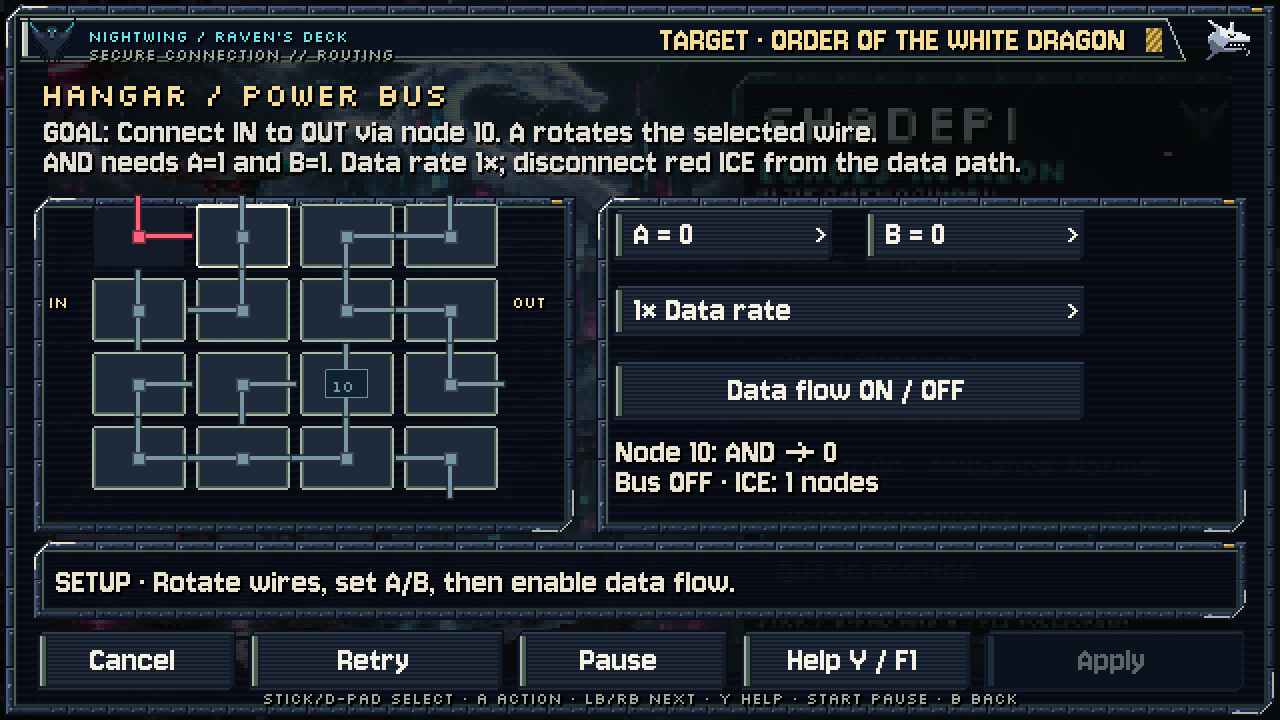 NIGHTWING / RAVEN'S DECK
SECURE CONNECTION // ROUTING
TARGET · ORDER OF THE WHITE DRAGON
HANGAR / POWER BUS
GOAL: Connect IN to OUT via node 10. A rotates the selected wire.
AND needs A=1 and B=1. Data rate 1×; disconnect red ICE from the data path.
IN
OUT
10
A = 0 >
B = 0 >
1× Data rate >
Data flow ON / OFF
Node 10: AND → 0
Bus OFF · ICE: 1 nodes
SETUP · Rotate wires, set A/B, then enable data flow.
Cancel
Retry
Pause
Help Y / F1
Apply
STICK/D-PAD SELECT · A ACTION · LB/RB NEXT · Y HELP · START PAUSE · B BACK